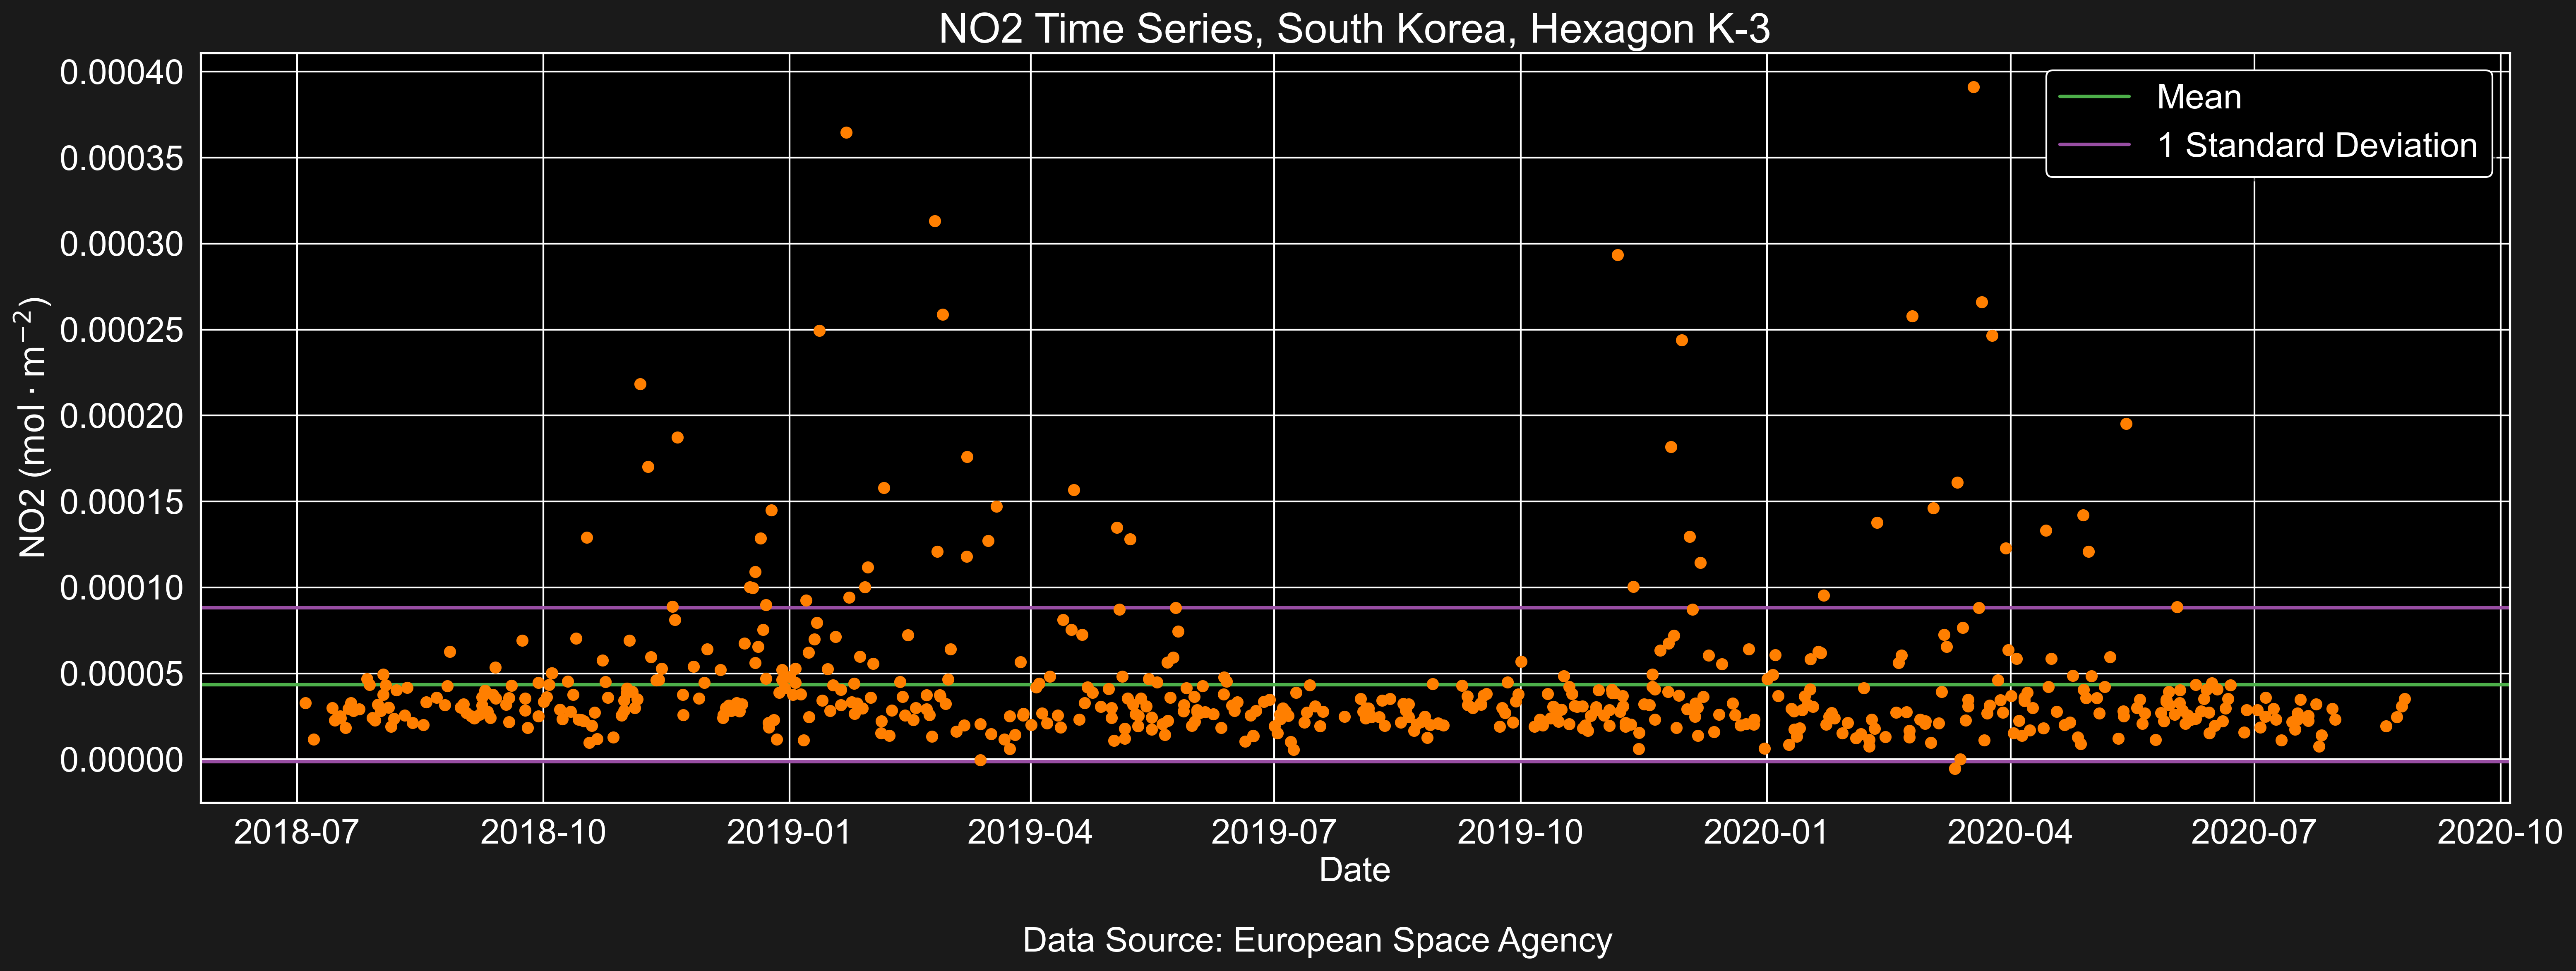 NO2 Time Series, South Korea, Hexagon K-3
0.00040
0.00035
0.00030
0.00025
0.00020
0.00015
0.00010
0.00005
0.00000
NO2 (mol · m⁻²)
Mean
1 Standard Deviation
2018-07 2018-10 2019-01 2019-04 2019-07 2019-10 2020-01 2020-04 2020-07 2020-10
Date
Data Source: European Space Agency